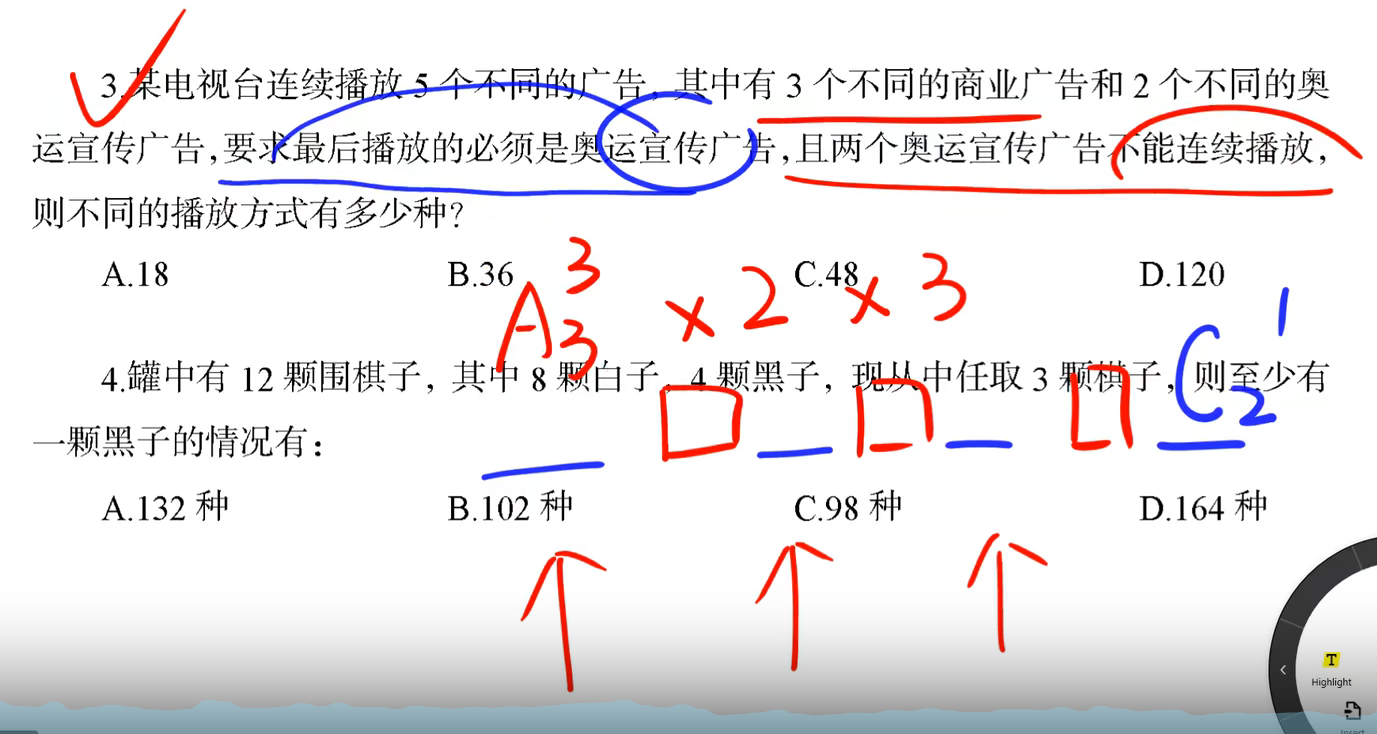 3.某电视台连续播放 5 个不同的广告，其中有 3 个不同的商业广告和 2 个不同的奥
运宣传广告，要求最后播放的必须是奥运宣传广告，且两个奥运宣传广告不能连续播放，
则不同的播放方式有多少种？
A.18 B.36 C.48 D.120
A 3 3 × 2 × 3
C 1 2
4.罐中有 12 颗围棋子，其中 8 颗白子，4 颗黑子，现从中任取 3 颗棋子，则至少有
一颗黑子的情况有：
A.132 种 B.102 种 C.98 种 D.164 种
T
Highlight
Insert